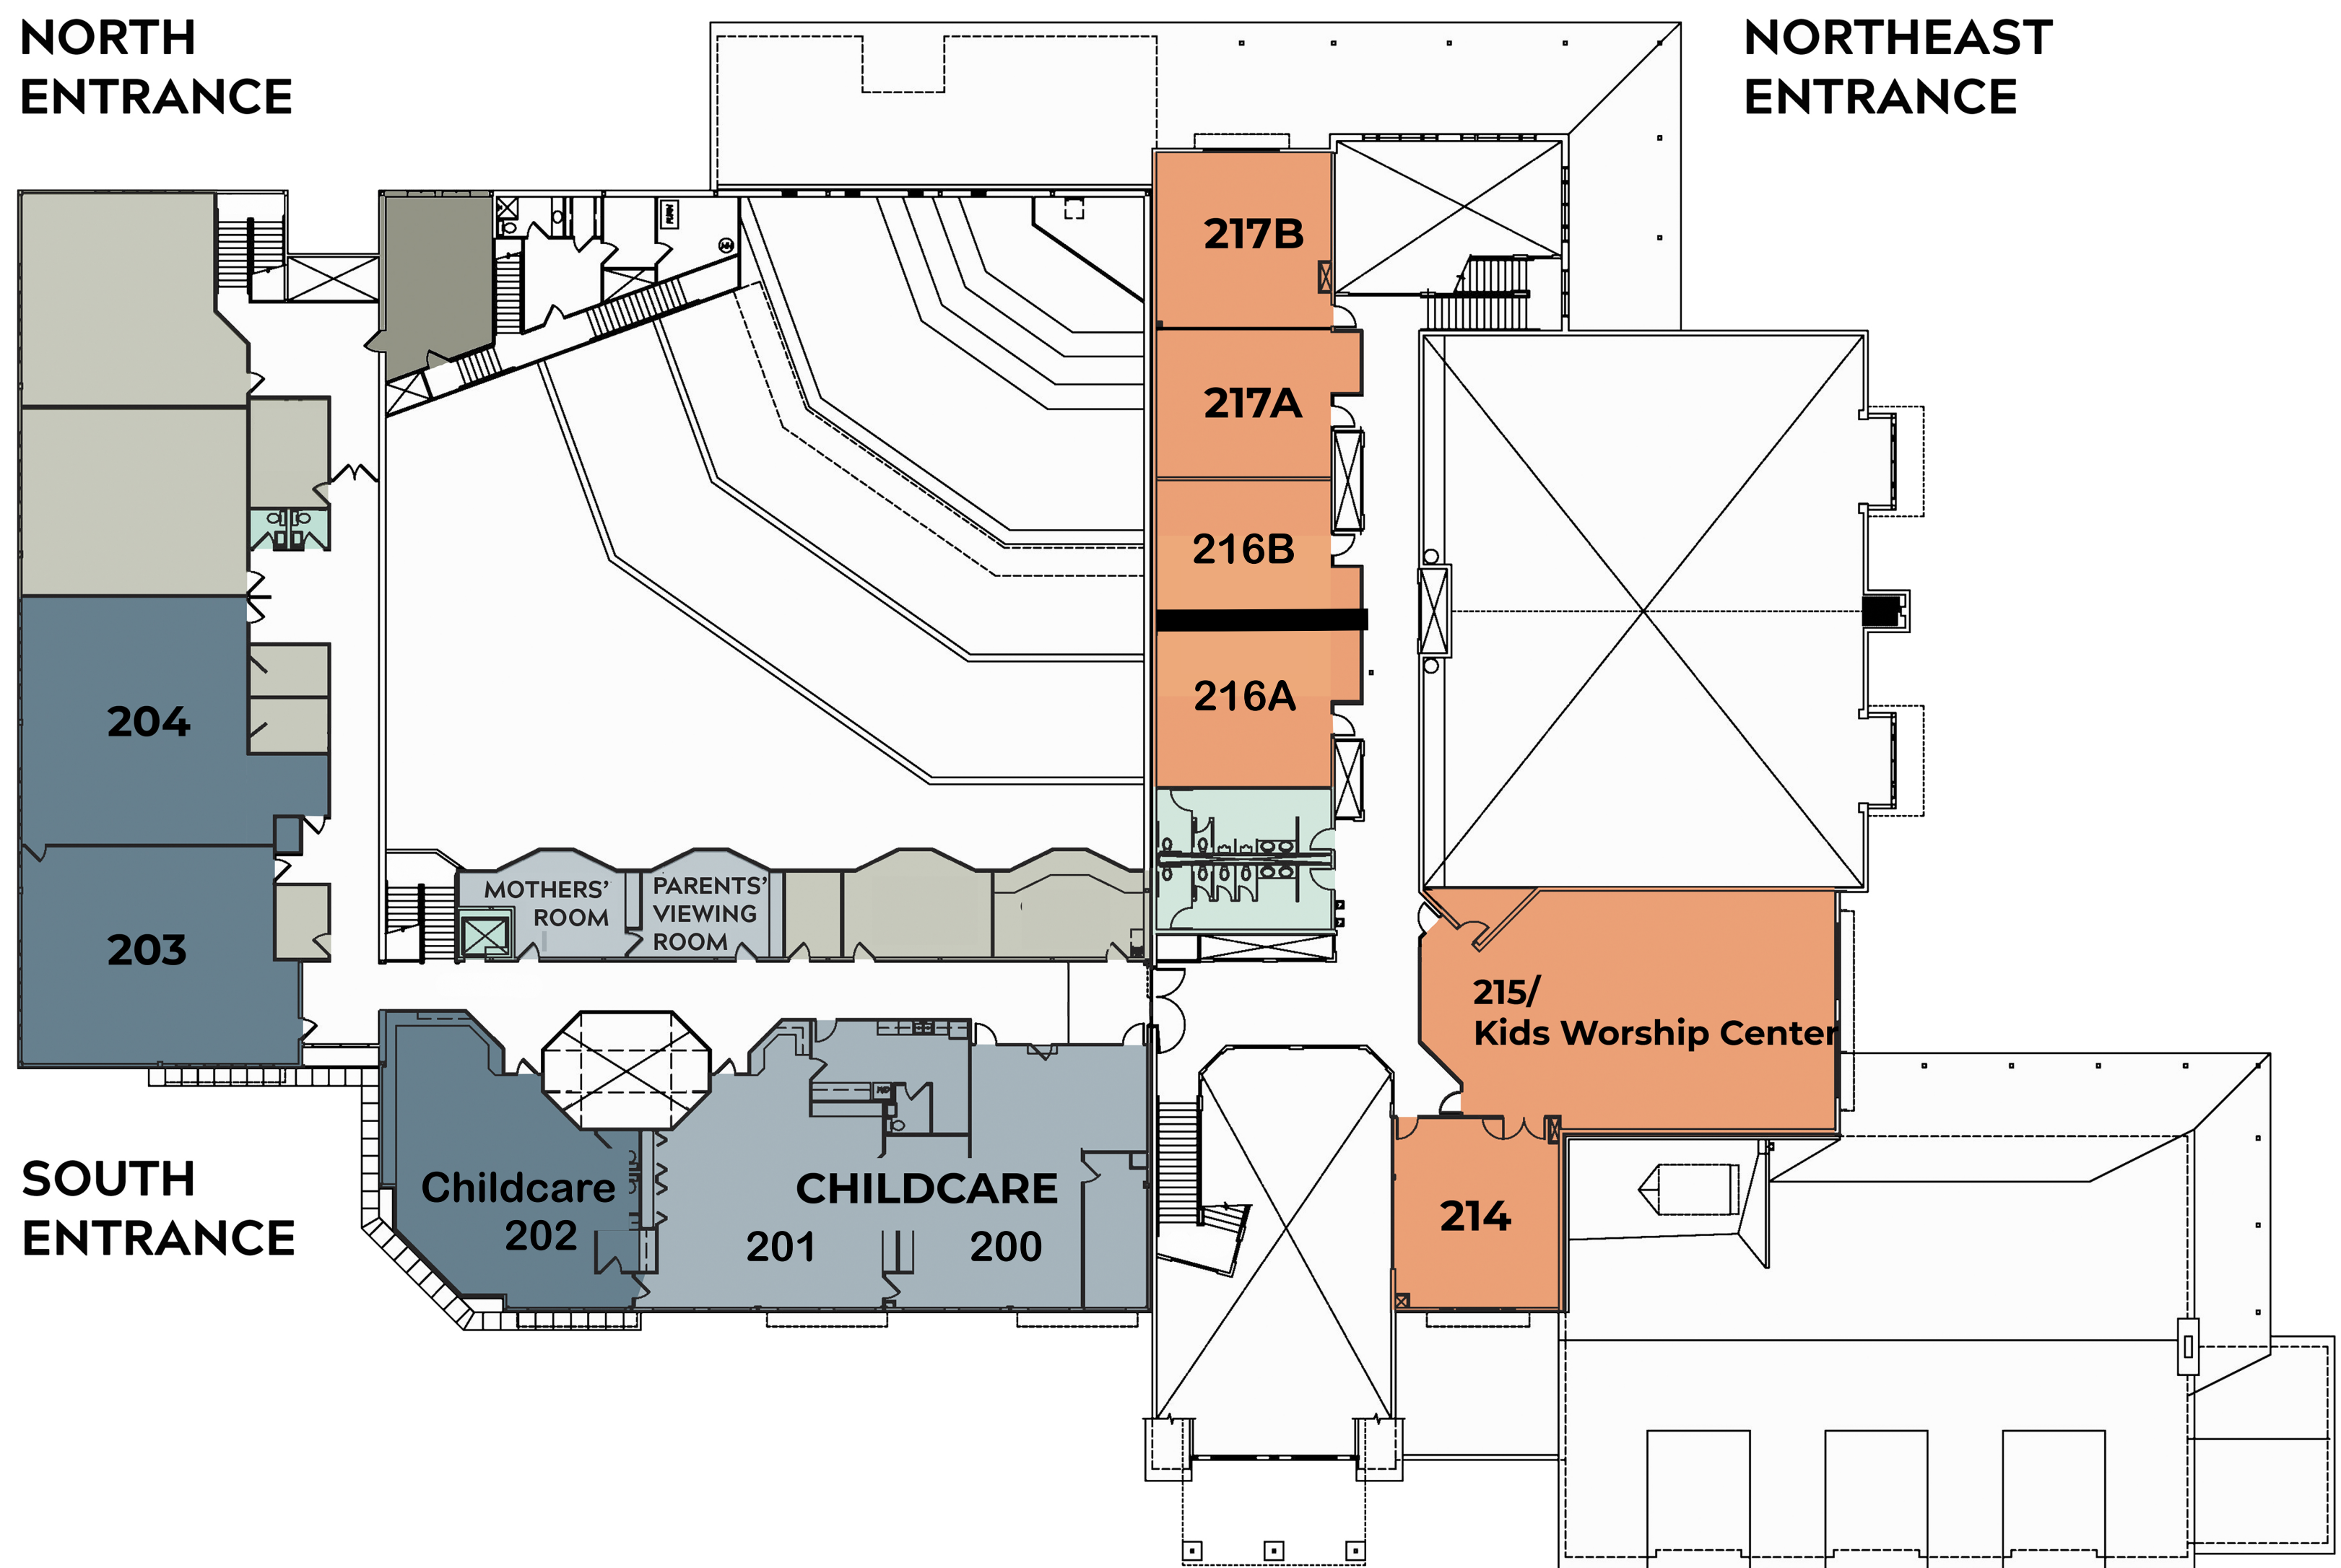 NORTH
ENTRANCE
NORTHEAST
ENTRANCE
217B
217A
216B
216A
204
203
MOTHERS'
ROOM
PARENTS'
VIEWING
ROOM
215/
Kids Worship Center
SOUTH
ENTRANCE
Childcare
202
CHILDCARE
201
200
214